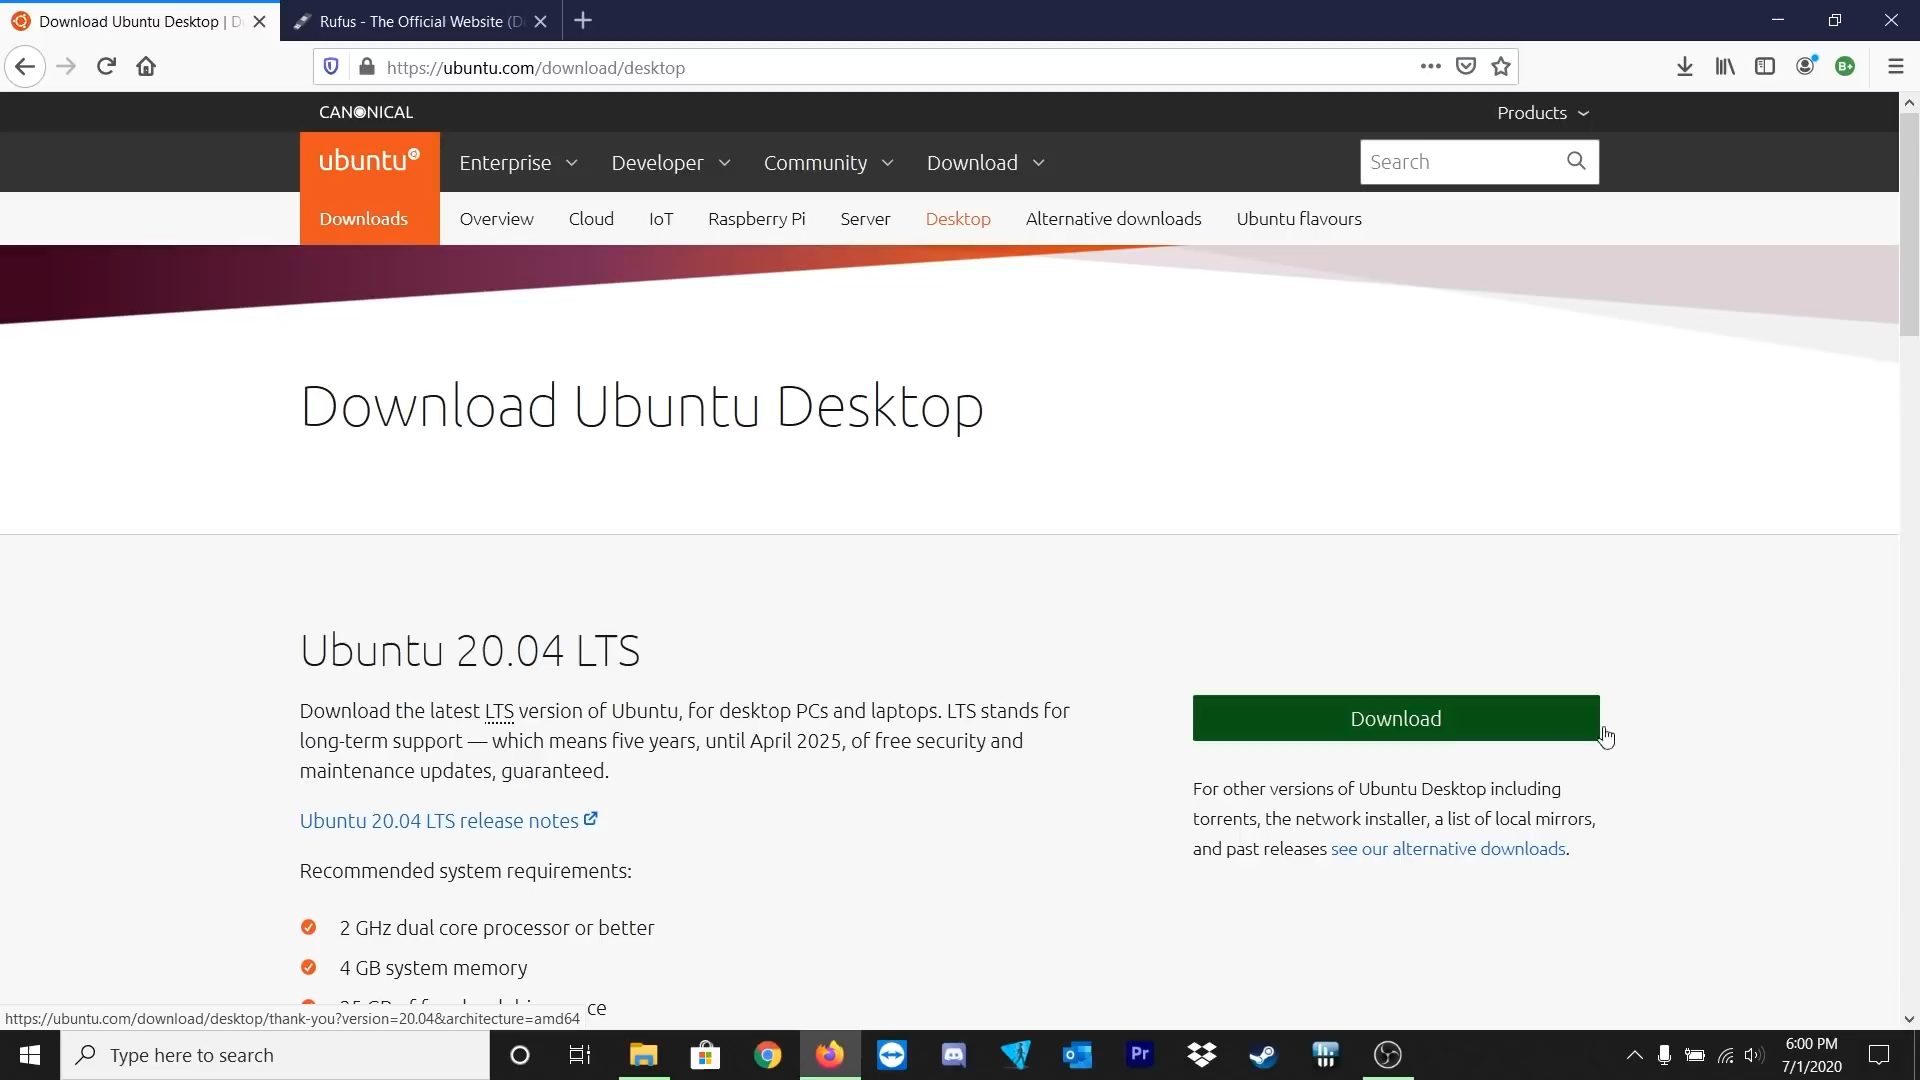 Download Ubuntu Desktop | D
Rufus - The Official Website (D
https://ubuntu.com/download/desktop
B+
CANONICAL
Products
ubuntu
Enterprise
Developer
Community
Download
Search
Downloads
Overview
Cloud
IoT
Raspberry Pi
Server
Desktop
Alternative downloads
Ubuntu flavours
Download Ubuntu Desktop
Ubuntu 20.04 LTS
Download the latest LTS version of Ubuntu, for desktop PCs and laptops. LTS stands for
long-term support — which means five years, until April 2025, of free security and
maintenance updates, guaranteed.
Download
For other versions of Ubuntu Desktop including
torrents, the network installer, a list of local mirrors,
and past releases see our alternative downloads.
Ubuntu 20.04 LTS release notes
Recommended system requirements:
2 GHz dual core processor or better
4 GB system memory
https://ubuntu.com/download/desktop/thank-you?version=20.04&architecture=amd64
Type here to search
Pr
6:00 PM
7/1/2020